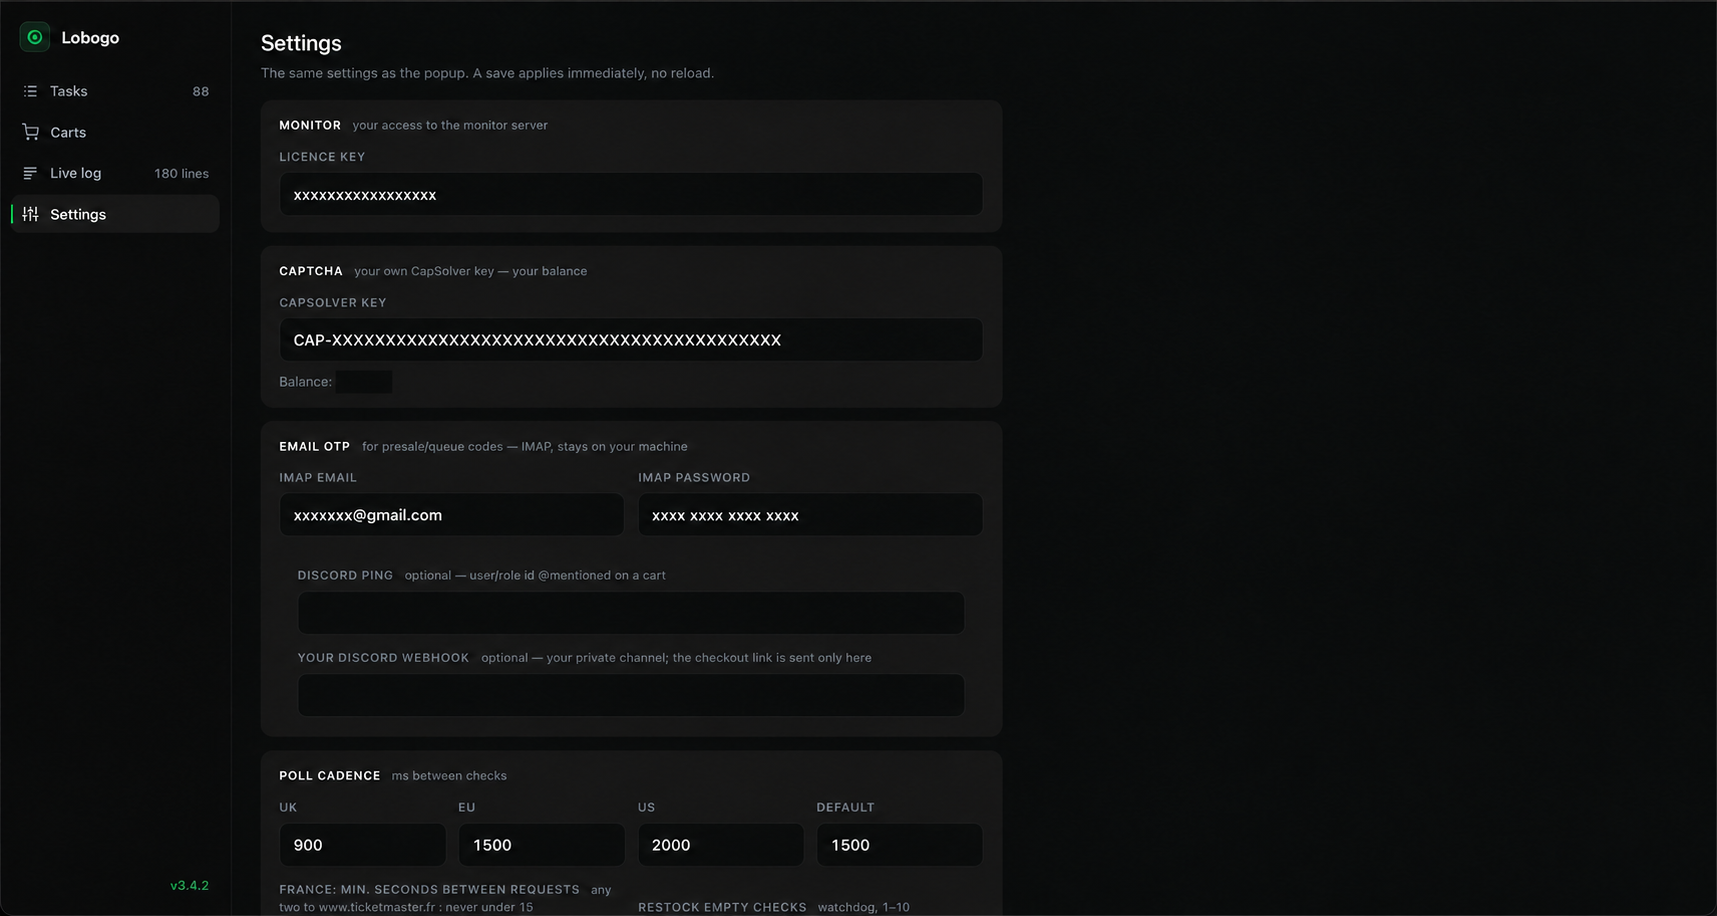 Lobogo
Tasks 88
Carts
Live log 180 lines
Settings
v3.4.2
Settings
The same settings as the popup. A save applies immediately, no reload.
MONITOR your access to the monitor server
LICENCE KEY
xxxxxxxxxxxxxxxxx
CAPTCHA your own CapSolver key — your balance
CAPSOLVER KEY
CAP-XXXXXXXXXXXXXXXXXXXXXXXXXXXXXXXXXXXXXXXXXX
Balance:
EMAIL OTP for presale/queue codes — IMAP, stays on your machine
IMAP EMAIL IMAP PASSWORD
xxxxxxx@gmail.com xxxx xxxx xxxx xxxx
DISCORD PING optional — user/role id @mentioned on a cart
YOUR DISCORD WEBHOOK optional — your private channel; the checkout link is sent only here
POLL CADENCE ms between checks
UK EU US DEFAULT
900 1500 2000 1500
FRANCE: MIN. SECONDS BETWEEN REQUESTS any
two to www.ticketmaster.fr : never under 15
RESTOCK EMPTY CHECKS watchdog, 1–10